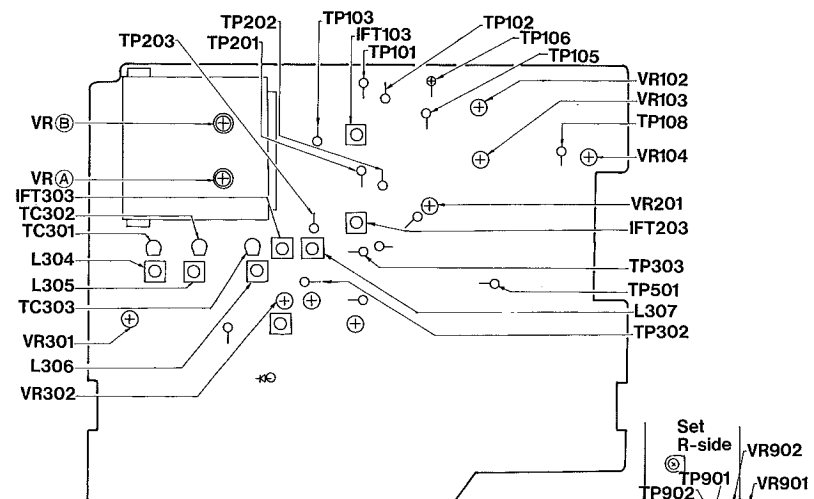 TP202
TP103
TP102
IFT103
TP106
TP203
TP201
TP101
TP105
VR102
VR103
VR Ⓑ
TP108
VR104
VR Ⓐ
IFT303
TC302
VR201
TC301
IFT203
L304
TP303
L305
TP501
TC303
L307
TP302
VR301
L306
VR302
Set
R-side
VR902
TP901
VR901
TP902